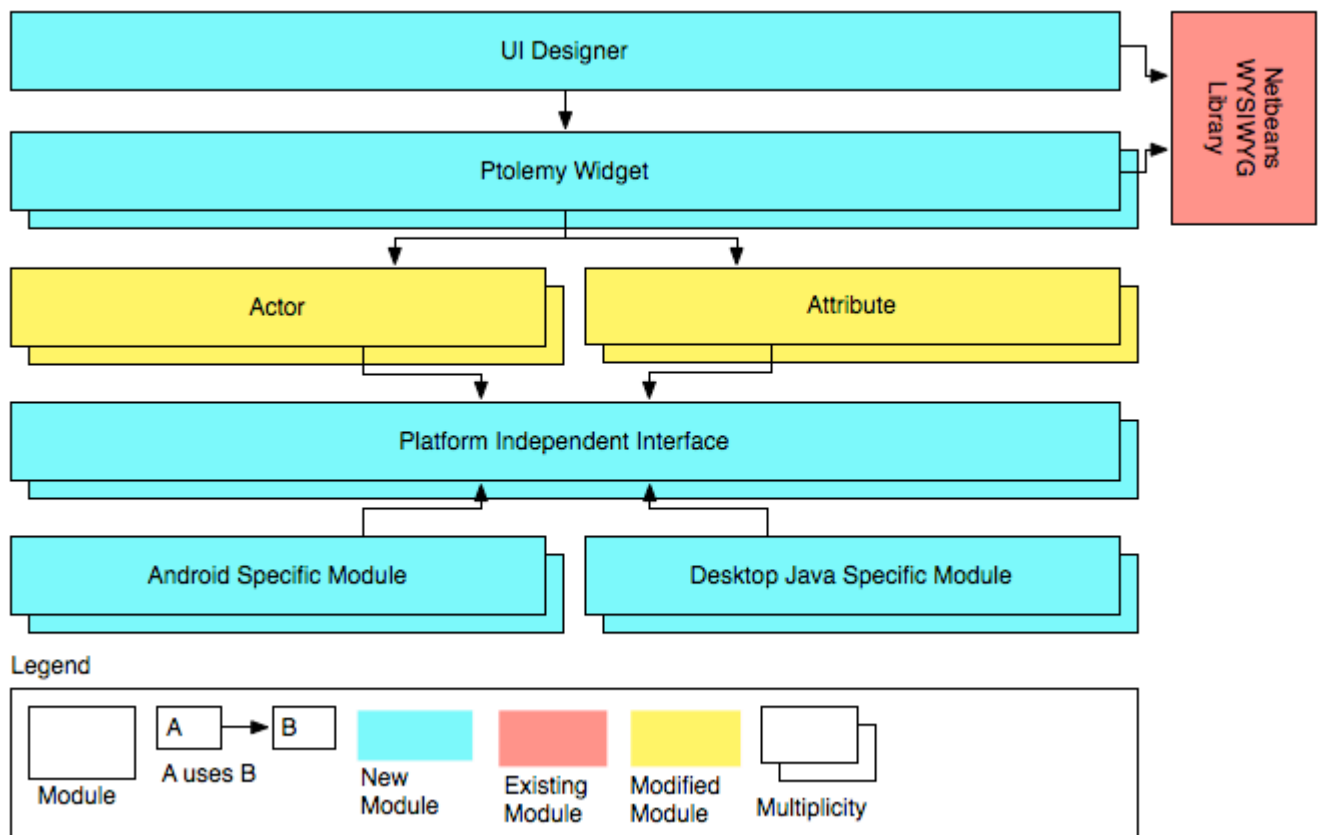 UI Designer
Netbeans
WYSIWYG
Library
Ptolemy Widget
Actor
Attribute
Platform Independent Interface
Android Specific Module
Desktop Java Specific Module
Legend
A
B
Module
A uses B
New
Module
Existing
Module
Modified
Module
Multiplicity